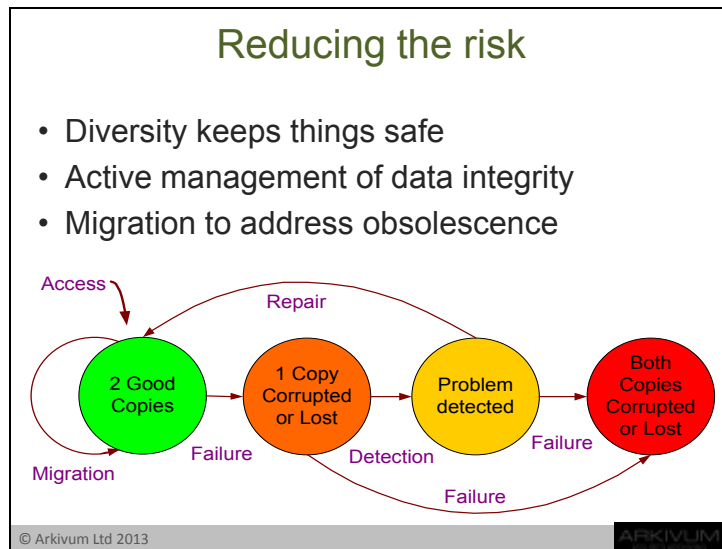 Reducing the risk
• Diversity keeps things safe
• Active management of data integrity
• Migration to address obsolescence
Access
Repair
2 Good
Copies
1 Copy
Corrupted
or Lost
Problem
detected
Both
Copies
Corrupted
or Lost
Migration
Failure
Detection
Failure
Failure
© Arkivum Ltd 2013
ARKIVUM